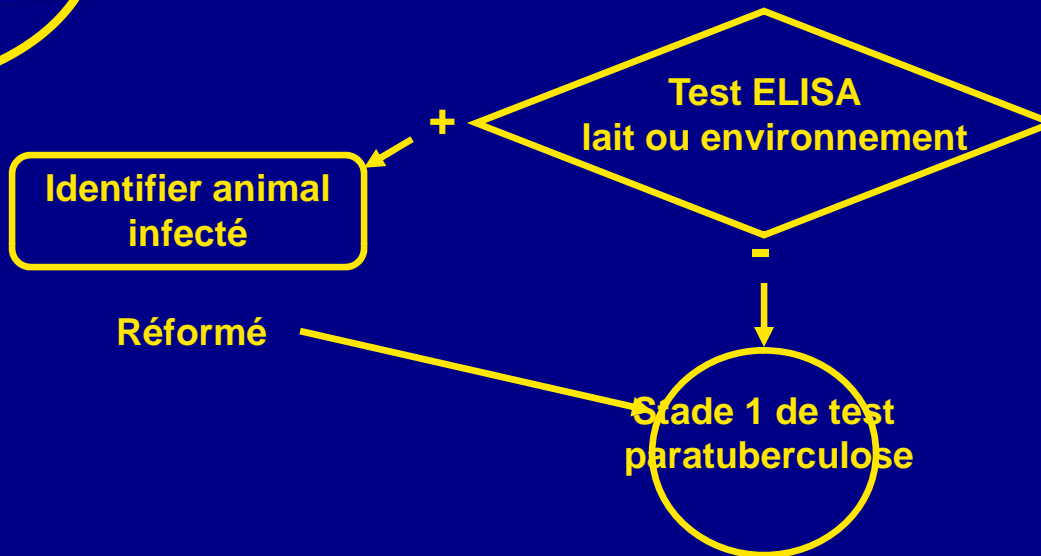 Test ELISA
lait ou environnement
+
Identifier animal
infecté
-
Réformé
Stade 1 de test
paratuberculose